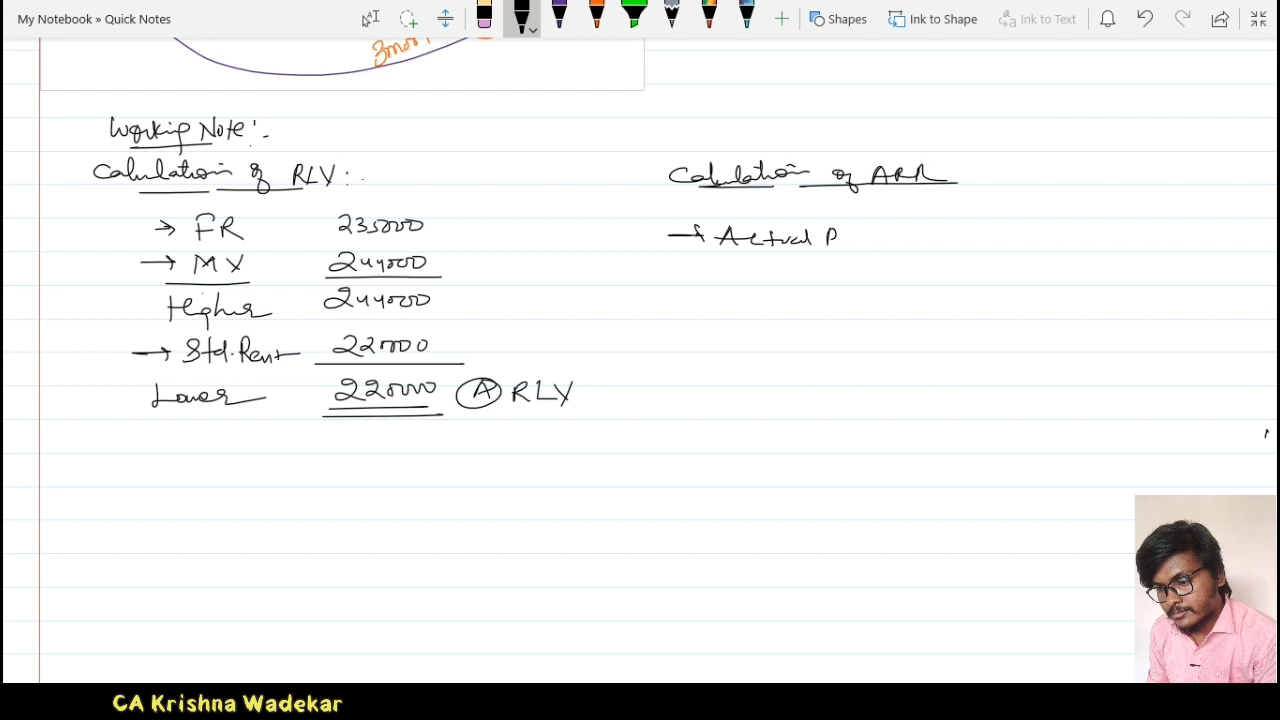 My Notebook » Quick Notes
Shapes
Ink to Shape
Ink to Text
3mon
Working Note:-
Calculation of RLV:-
→ FR 235000
→ MV 244000
Higher 244000
→ Std. Rent 220000
Lower 220000 A RLV
Calculation of ARR
→ Actual P
CA Krishna Wadekar